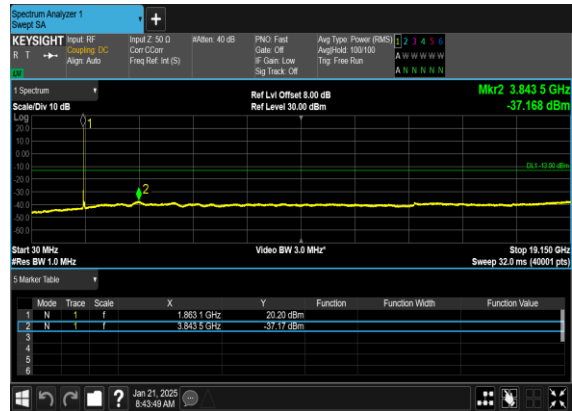 Spectrum Analyzer 1
Swept SA
+
KEYSIGHT
R T
Input: RF
Coupling: DC
Align: Auto
Input Z: 50 Ω
Corr CCorr
Freq Ref: Int (S)
#Atten: 40 dB
PNO: Fast
Gate: Off
IF Gain: Low
Sig Track: Off
Avg Type: Power (RMS)
Avg|Hold: 100/100
Trig: Free Run
1 2 3 4 5 6
A W W W W W
A N N N N N
1 Spectrum
Scale/Div 10 dB
Ref Lvl Offset 8.00 dB
Ref Level 30.00 dBm
Mkr2 3.843 5 GHz
-37.168 dBm
Log
20.0
10.0
0.00
-10.0
-20.0
-30.0
-40.0
-50.0
-60.0
1
2
DL1 -13.00 dBm
Start 30 MHz
#Res BW 1.0 MHz
Video BW 3.0 MHz*
Stop 19.150 GHz
Sweep 32.0 ms (40001 pts)
5 Marker Table
Mode Trace Scale X Y Function Function Width Function Value
1 N 1 f 1.863 1 GHz 20.20 dBm
2 N 1 f 3.843 5 GHz -37.17 dBm
3
4
5
6
?
Jan 21, 2025
8:43:49 AM